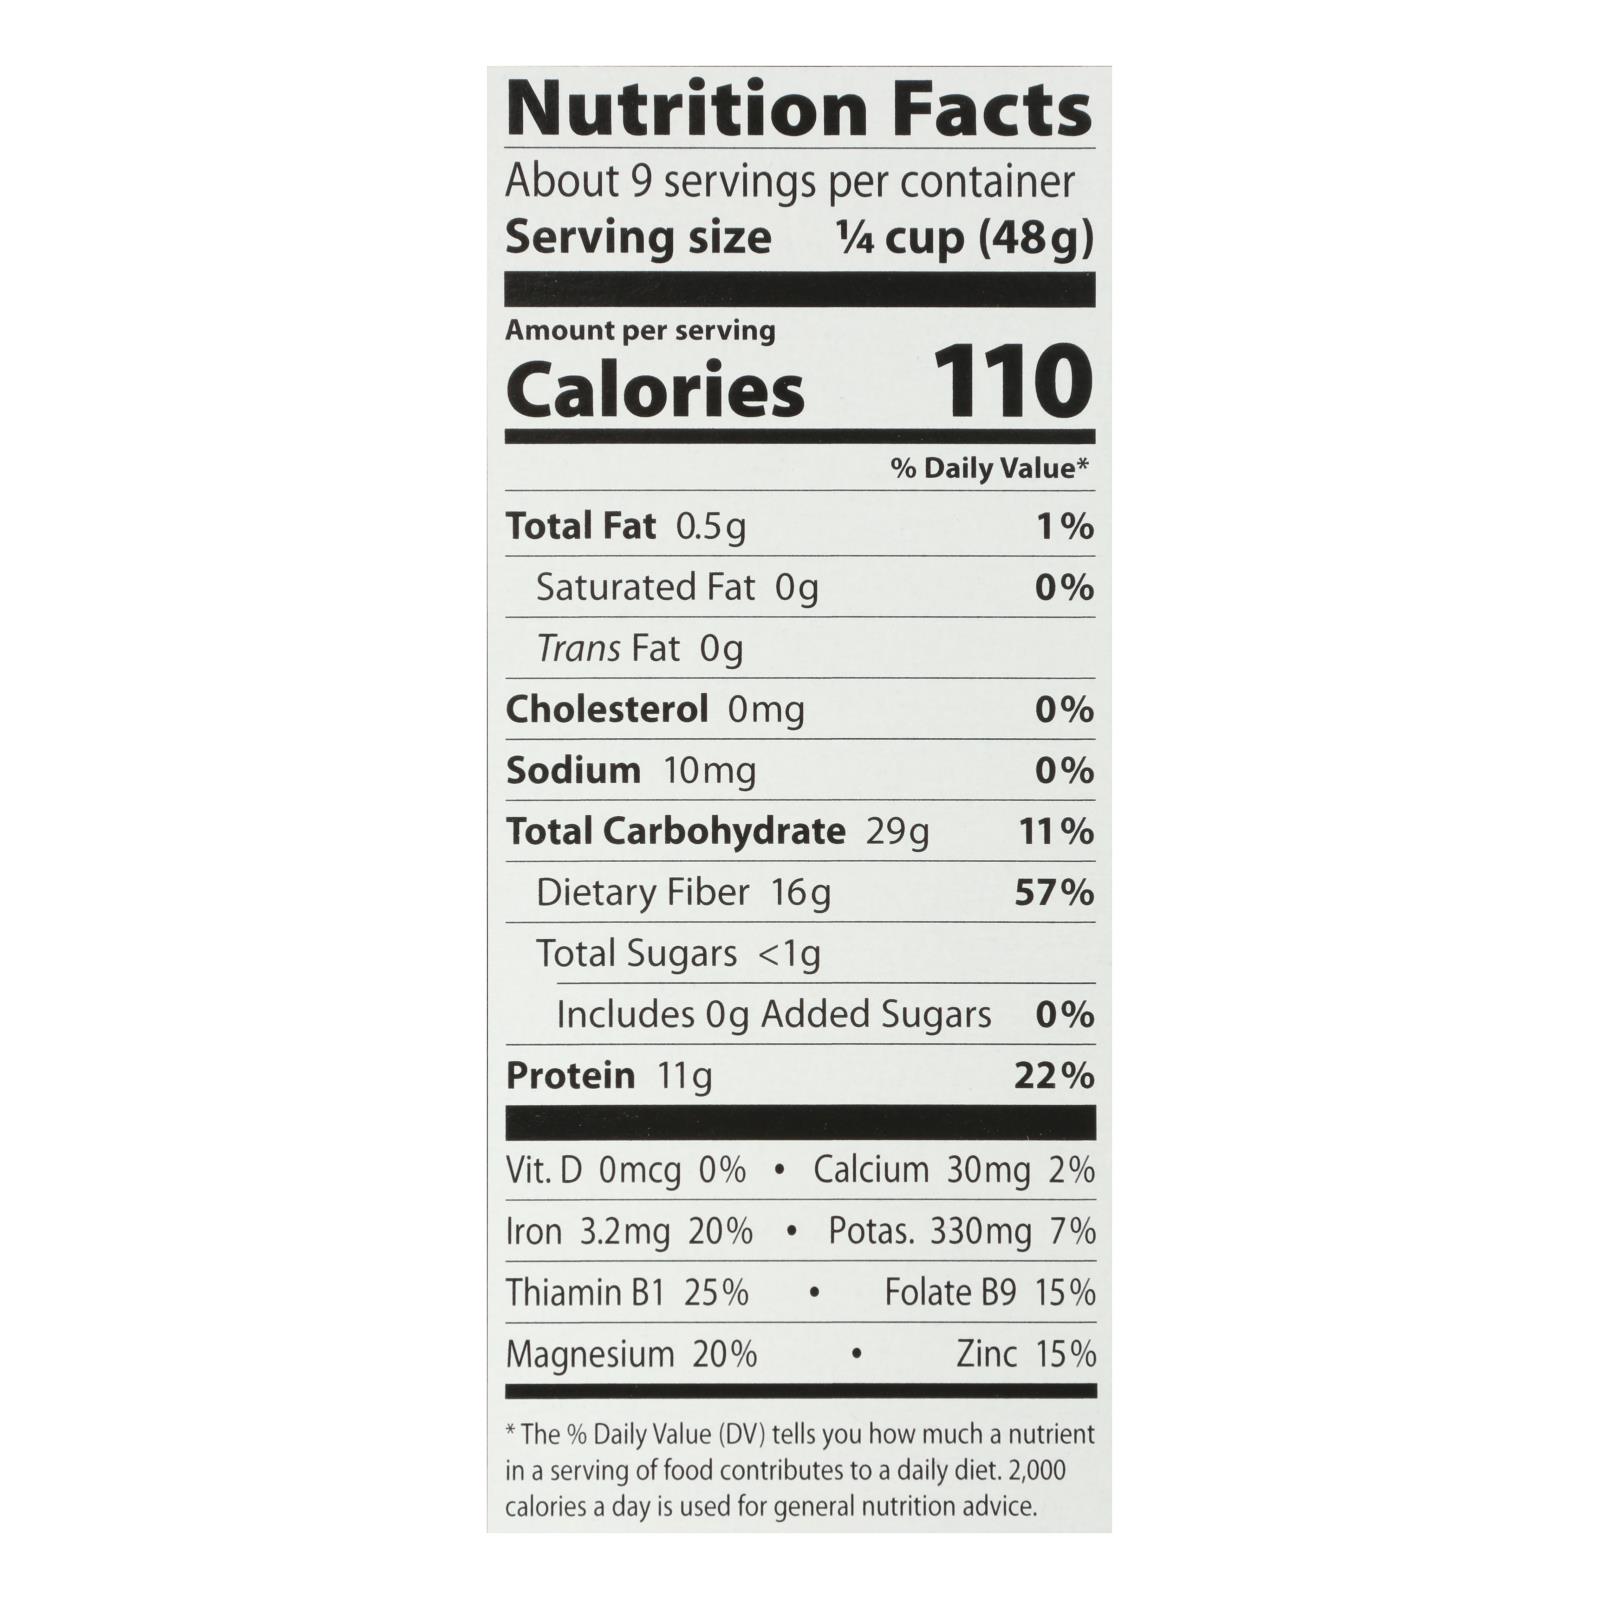 Nutrition Facts
About 9 servings per container
Serving size ¼ cup (48g)
Amount per serving
Calories 110
% Daily Value*
Total Fat 0.5g 1%
Saturated Fat 0g 0%
Trans Fat 0g
Cholesterol 0mg 0%
Sodium 10mg 0%
Total Carbohydrate 29g 11%
Dietary Fiber 16g 57%
Total Sugars <1g
Includes 0g Added Sugars 0%
Protein 11g 22%
Vit. D 0mcg 0% • Calcium 30mg 2%
Iron 3.2mg 20% • Potas. 330mg 7%
Thiamin B1 25% • Folate B9 15%
Magnesium 20% • Zinc 15%
* The % Daily Value (DV) tells you how much a nutrient
in a serving of food contributes to a daily diet. 2,000
calories a day is used for general nutrition advice.